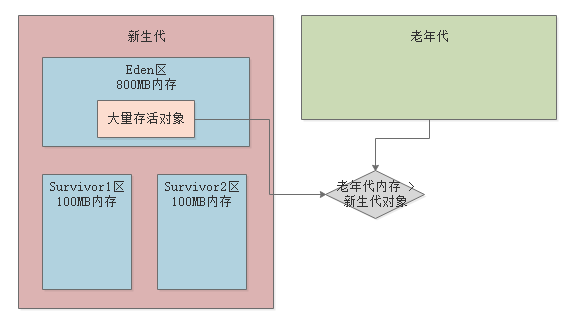 新生代
老年代
Eden区
800MB内存
大量存活对象
Survivor1区
100MB内存
Survivor2区
100MB内存
老年代内存 >
新生代对象